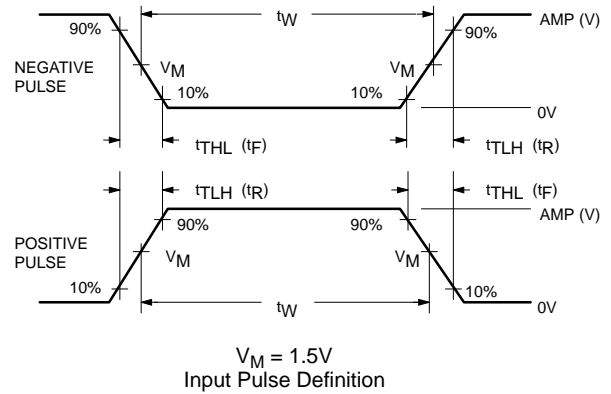 tW
AMP (V)
90%
90%
NEGATIVE
PULSE
VM
VM
10%
10%
0V
tTHL (tF)
tTLH (tR)
tTLH (tR)
tTHL (tF)
AMP (V)
90%
90%
POSITIVE
PULSE
VM
VM
10%
10%
tW
0V
VM = 1.5V
Input Pulse Definition